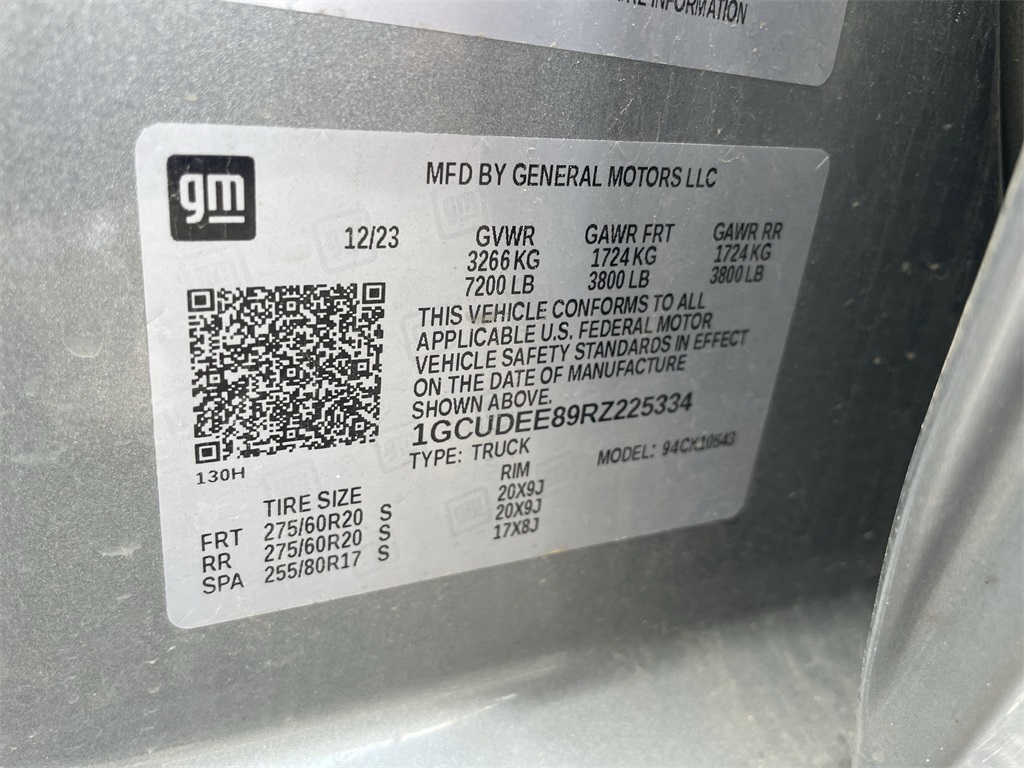 INFORMATION
gm
MFD BY GENERAL MOTORS LLC
12/23
GVWR GAWR FRT GAWR RR
3266 KG 1724 KG 1724 KG
7200 LB 3800 LB 3800 LB
THIS VEHICLE CONFORMS TO ALL
APPLICABLE U.S. FEDERAL MOTOR
VEHICLE SAFETY STANDARDS IN EFFECT
ON THE DATE OF MANUFACTURE
SHOWN ABOVE.
1GCUDEE89RZ225334
TYPE: TRUCK MODEL: 94CK10543
130H
TIRE SIZE RIM
FRT 275/60R20 S 20X9J
RR 275/60R20 S 20X9J
SPA 255/80R17 S 17X8J